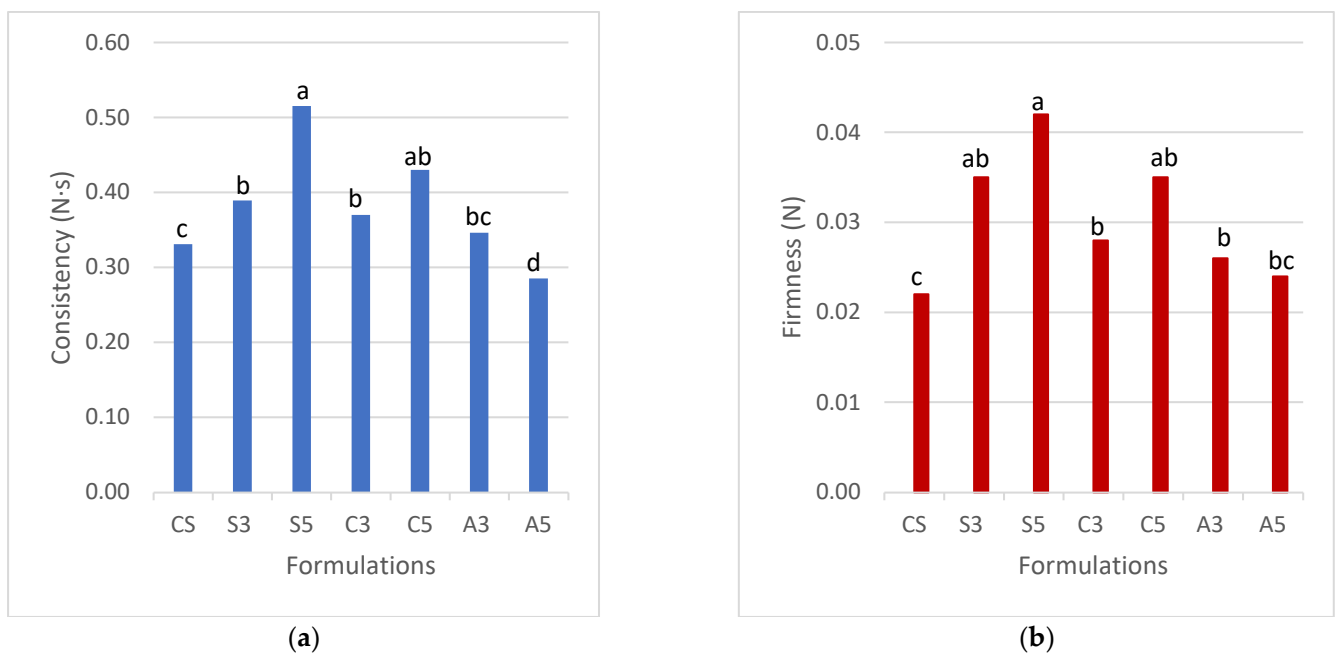 0.60
0.50
0.40
0.30
0.20
0.10
0.00
Consistency (N·s)
c
b
a
b
ab
bc
d
CS S3 S5 C3 C5 A3 A5
Formulations
(a)
0.05
0.04
0.03
0.02
0.01
0.00
Firmness (N)
c
ab
a
b
ab
b
bc
CS S3 S5 C3 C5 A3 A5
Formulations
(b)